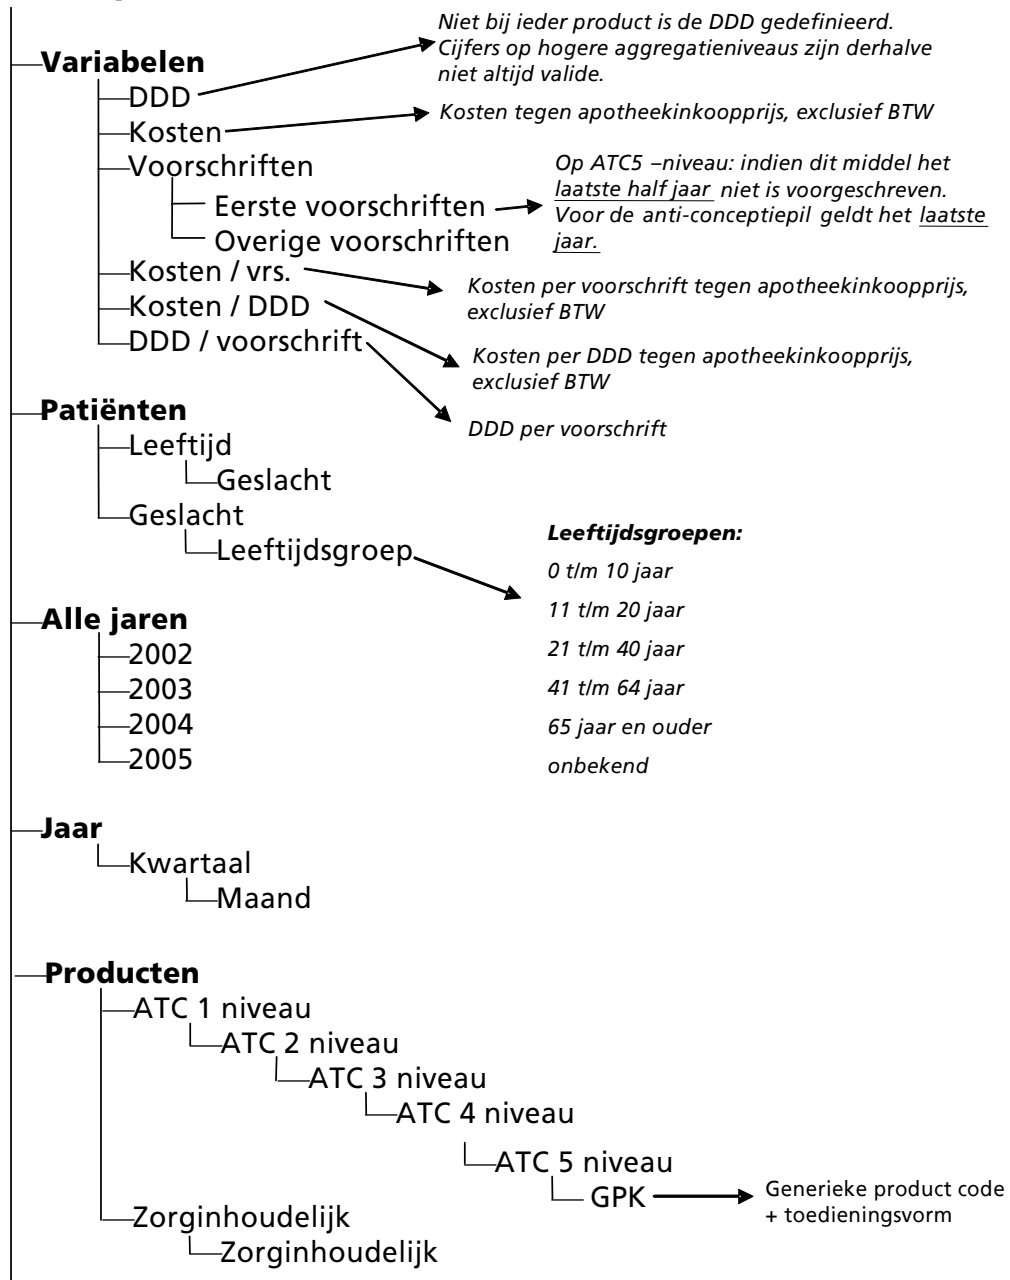 Niet bij ieder product is de DDD gedefinieerd.
Cijfers op hogere aggregatieniveaus zijn derhalve
niet altijd valide.
Variabelen
DDD
Kosten
Kosten tegen apotheekinkoopprijs, exclusief BTW
Voorschriften
Eerste voorschriften
Overige voorschriften
Op ATC5 –niveau: indien dit middel het
laatste half jaar niet is voorgeschreven.
Voor de anti-conceptiepil geldt het laatste
jaar.
Kosten / vrs.
Kosten per voorschrift tegen apotheekinkoopprijs,
exclusief BTW
Kosten / DDD
Kosten per DDD tegen apotheekinkoopprijs,
exclusief BTW
DDD / voorschrift
DDD per voorschrift
Patiënten
Leeftijd
Geslacht
Geslacht
Leeftijdsgroep
Leeftijdsgroepen:
0 t/m 10 jaar
11 t/m 20 jaar
21 t/m 40 jaar
41 t/m 64 jaar
65 jaar en ouder
onbekend
Alle jaren
2002
2003
2004
2005
Jaar
Kwartaal
Maand
Producten
ATC 1 niveau
ATC 2 niveau
ATC 3 niveau
ATC 4 niveau
ATC 5 niveau
GPK
Generieke product code
+ toedieningsvorm
Zorginhoudelijk
Zorginhoudelijk